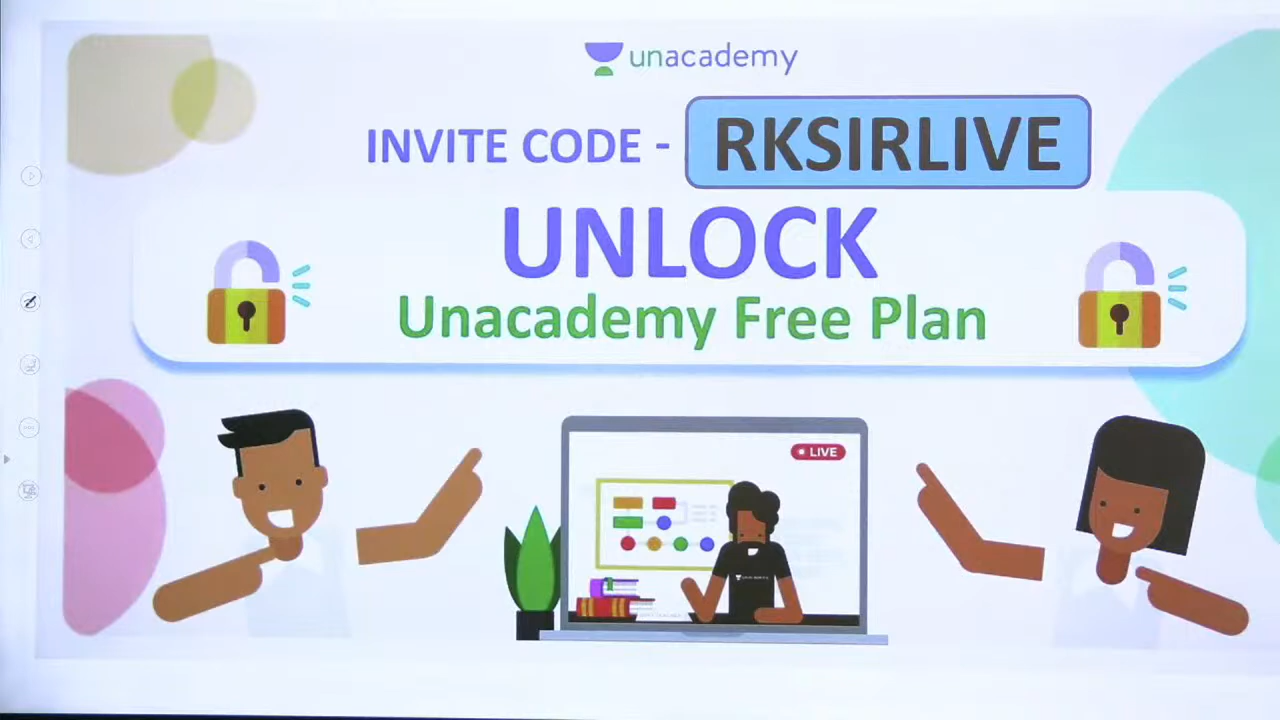 unacademy
INVITE CODE - RKSIRLIVE
UNLOCK
Unacademy Free Plan
LIVE